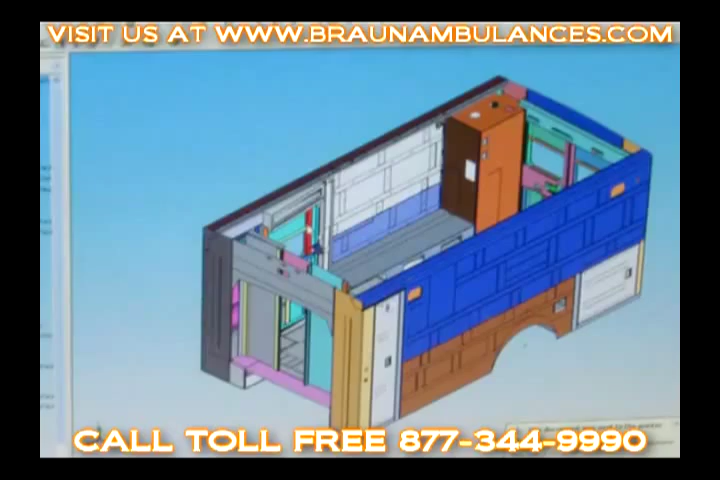 VISIT US AT WWW.BRAUNAMBULANCES.COM
CALL TOLL FREE 877-344-9990